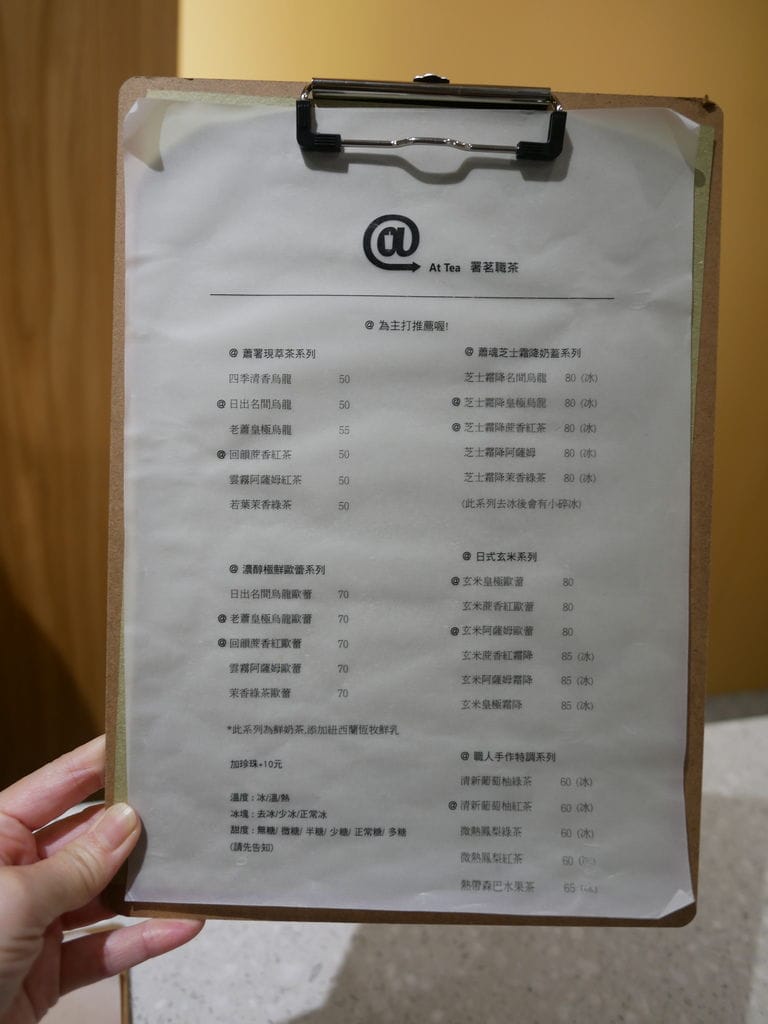 @
At Tea 署茗職茶
@ 為主打推薦喔!
@ 蕭署現萃茶系列
四季清香烏龍 50
@ 日出名間烏龍 50
老蕭皇極烏龍 55
@ 回韻蔗香紅茶 50
雲霧阿薩姆紅茶 50
若葉茉香綠茶 50
@ 濃醇極鮮歐蕾系列
日出名間烏龍歐蕾 70
@ 老蕭皇極烏龍歐蕾 70
@ 回韻蔗香紅歐蕾 70
雲霧阿薩姆歐蕾 70
茉香綠茶歐蕾 70
*此系列為鮮奶茶,添加紐西蘭恆牧鮮乳
加珍珠+10元
溫度 : 冰/溫/熱
冰塊 : 去冰/少冰/正常冰
甜度 : 無糖/ 微糖/ 半糖/ 少糖/ 正常糖/ 多糖
(請先告知)
@ 蕭魂芝士霜降奶蓋系列
芝士霜降名間烏龍 80 (冰)
@ 芝士霜降皇極烏龍 80 (冰)
@ 芝士霜降蔗香紅茶 80 (冰)
芝士霜降阿薩姆 80 (冰)
芝士霜降茉香綠茶 80 (冰)
(此系列去冰後會有小碎冰)
@ 日式玄米系列
@ 玄米皇極歐蕾 80
玄米蔗香紅歐蕾 80
@ 玄米阿薩姆歐蕾 80
玄米蔗香紅霜降 85 (冰)
玄米阿薩姆霜降 85 (冰)
玄米皇極霜降 85 (冰)
@ 職人手作特調系列
清新葡萄柚綠茶 60 (冰)
@ 清新葡萄柚紅茶 60 (冰)
微熱鳳梨綠茶 60 (冰)
微熱鳳梨紅茶 60 (冰)
熱帶森巴水果茶 65 (冰)